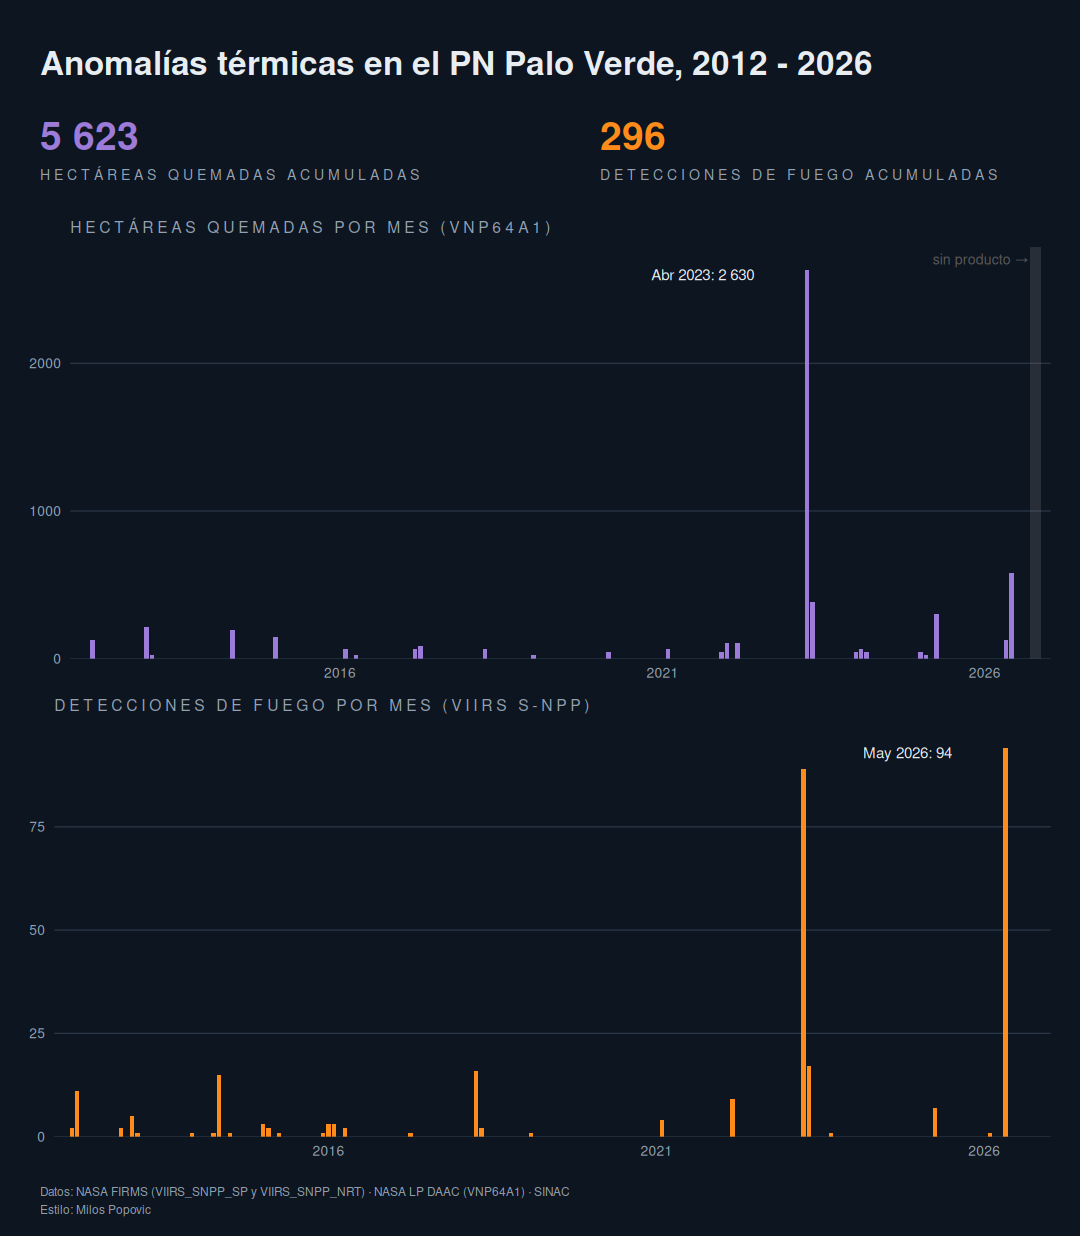 Anomalías térmicas en el PN Palo Verde, 2012 - 2026
5 623
HECTÁREAS QUEMADAS ACUMULADAS
296
DETECCIONES DE FUEGO ACUMULADAS
HECTÁREAS QUEMADAS POR MES (VNP64A1)
sin producto →
Abr 2023: 2 630
2000
1000
0
2016
2021
2026
DETECCIONES DE FUEGO POR MES (VIIRS S-NPP)
May 2026: 94
75
50
25
0
2016
2021
2026
Datos: NASA FIRMS (VIIRS_SNPP_SP y VIIRS_SNPP_NRT) · NASA LP DAAC (VNP64A1) · SINAC
Estilo: Milos Popovic